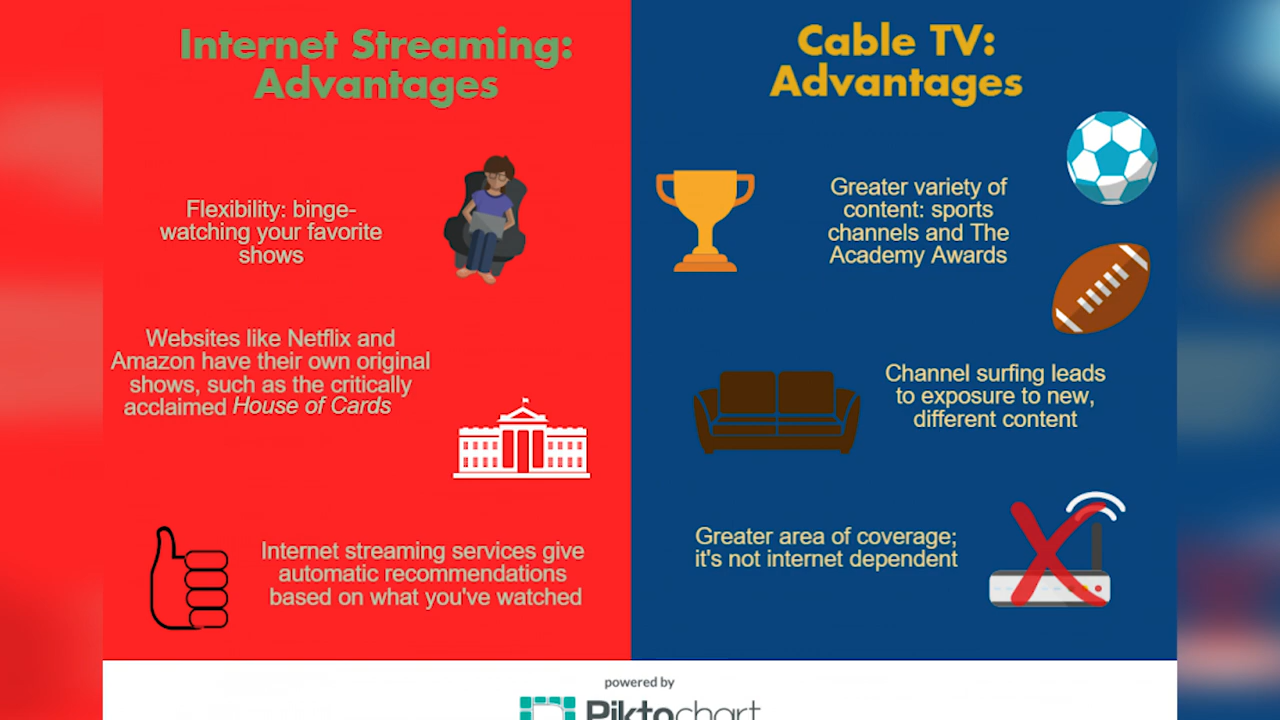 Internet Streaming:
Advantages
Flexibility: binge-
watching your favorite
shows
Websites like Netflix and
Amazon have their own original
shows, such as the critically
acclaimed House of Cards
Internet streaming services give
automatic recommendations
based on what you've watched
Cable TV:
Advantages
Greater variety of
content: sports
channels and The
Academy Awards
Channel surfing leads
to exposure to new,
different content
Greater area of coverage;
it's not internet dependent
powered by
Piktochart